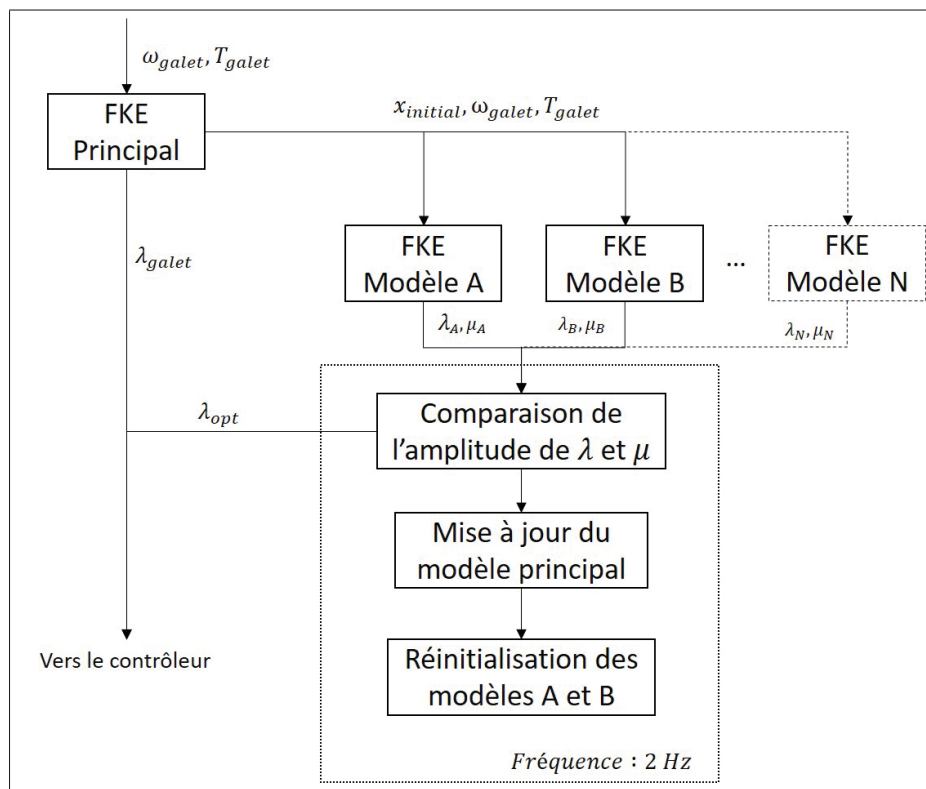 ω_galet, T_galet
FKE
Principal
x_initial, ω_galet, T_galet
FKE
Modèle A
FKE
Modèle B
...
FKE
Modèle N
λ_galet
λ_A, μ_A
λ_B, μ_B
λ_N, μ_N
λ_opt
Comparaison de
l’amplitude de λ et μ
Mise à jour du
modèle principal
Vers le contrôleur
Réinitialisation des
modèles A et B
Fréquence : 2 Hz